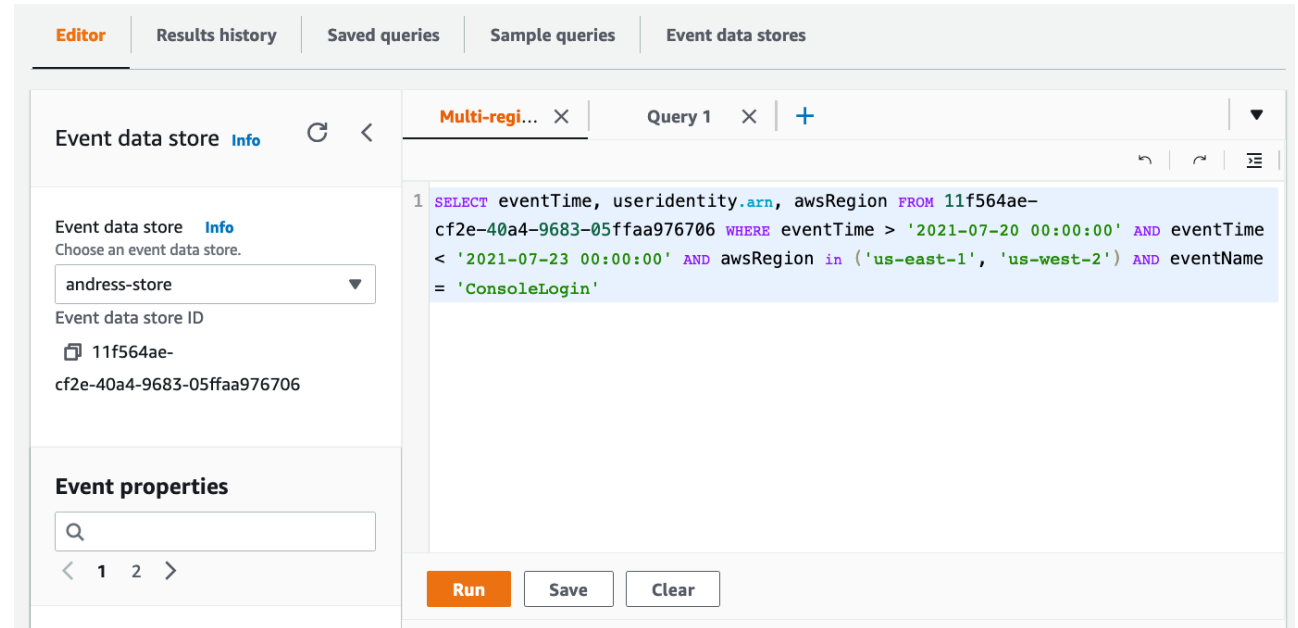 Editor
Results history
Saved queries
Sample queries
Event data stores
Event data store Info
Multi-regi...
Query 1
Event data store Info
Choose an event data store.
andress-store
Event data store ID
11f564ae-
cf2e-40a4-9683-05ffaa976706
1 SELECT eventTime, useridentity.arn, awsRegion FROM 11f564ae-
cf2e-40a4-9683-05ffaa976706 WHERE eventTime > '2021-07-20 00:00:00' AND eventTime
< '2021-07-23 00:00:00' AND awsRegion in ('us-east-1', 'us-west-2') AND eventName
= 'ConsoleLogin'
Event properties
1 2
Run
Save
Clear